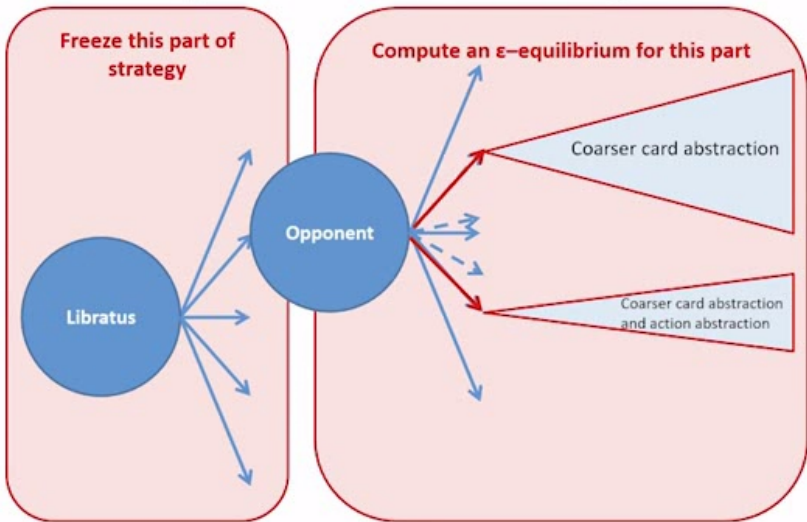 Freeze this part of
strategy
Compute an ε–equilibrium for this part
Coarser card abstraction
Opponent
Libratus
Coarser card abstraction
and action abstraction